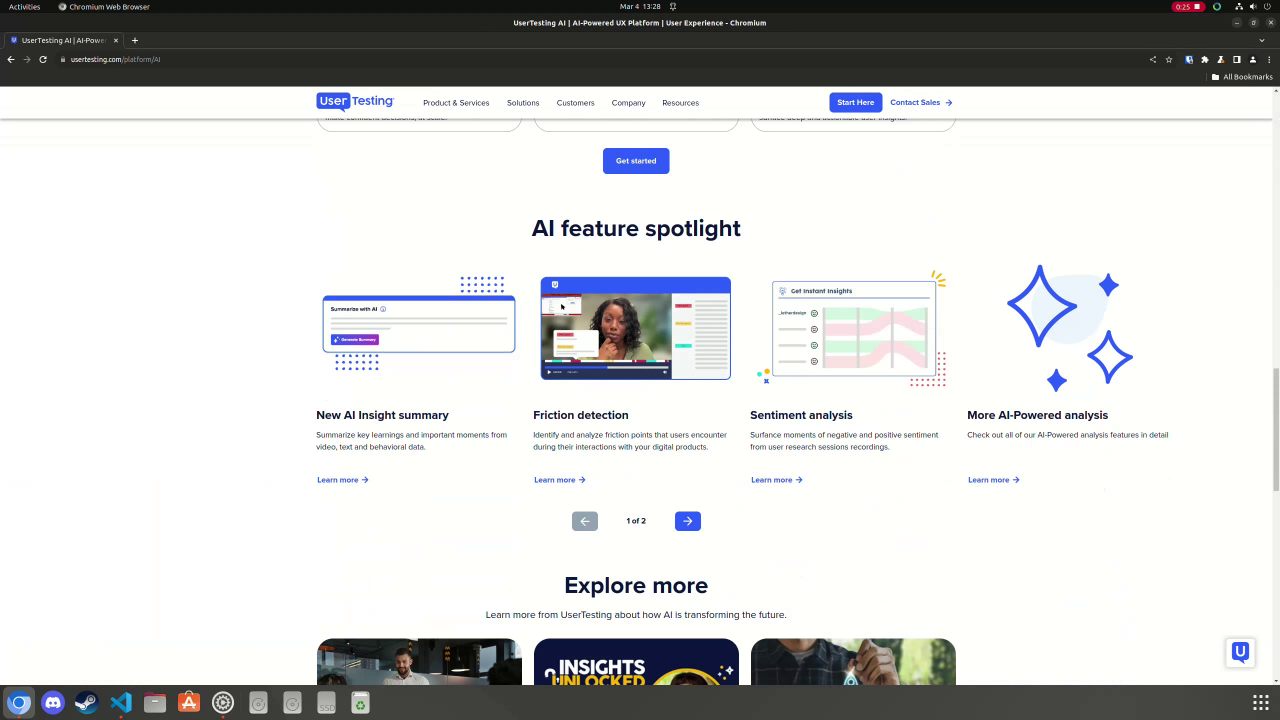 Activities
Chromium Web Browser
Mar 4 13:28
0:25
UserTesting AI | AI-Powered UX Platform | User Experience - Chromium
UserTesting AI | AI-Powe
usertesting.com/platform/AI
All Bookmarks
User Testing
Product & Services
Solutions
Customers
Company
Resources
Start Here
Contact Sales
make confident decisions, at scale.
surface deep and actionable user insights.
Get started
AI feature spotlight
Summarize with AI
Generate Summary
Get Instant Insights
_letterdesign
New AI Insight summary
Summarize key learnings and important moments from
video, text and behavioral data.
Learn more
Friction detection
Identify and analyze friction points that users encounter
during their interactions with your digital products.
Learn more
Sentiment analysis
Surfance moments of negative and positive sentiment
from user research sessions recordings.
Learn more
More AI-Powered analysis
Check out all of our AI-Powered analysis features in detail
Learn more
1 of 2
Explore more
Learn more from UserTesting about how AI is transforming the future.
INSIGHTS
UNLOCKED
SSD